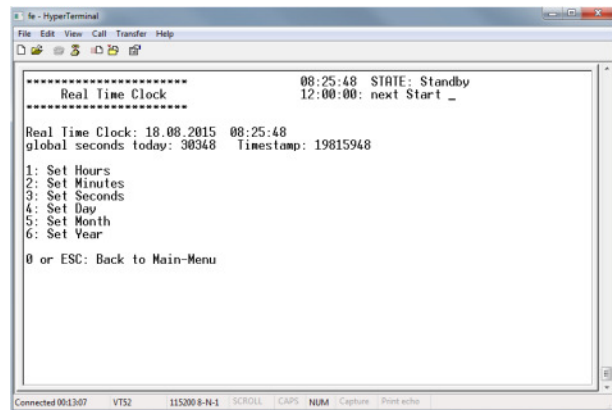 fe - HyperTerminal
File Edit View Call Transfer Help
************************ 08:25:48 STATE: Standby
Real Time Clock 12:00:00: next Start _
************************
Real Time Clock: 18.08.2015 08:25:48
global seconds today: 30348 Timestamp: 19815948
1: Set Hours
2: Set Minutes
3: Set Seconds
4: Set Day
5: Set Month
6: Set Year
0 or ESC: Back to Main-Menu
Connected 00:13:07 VT52 115200 8-N-1 SCROLL CAPS NUM Capture Print echo